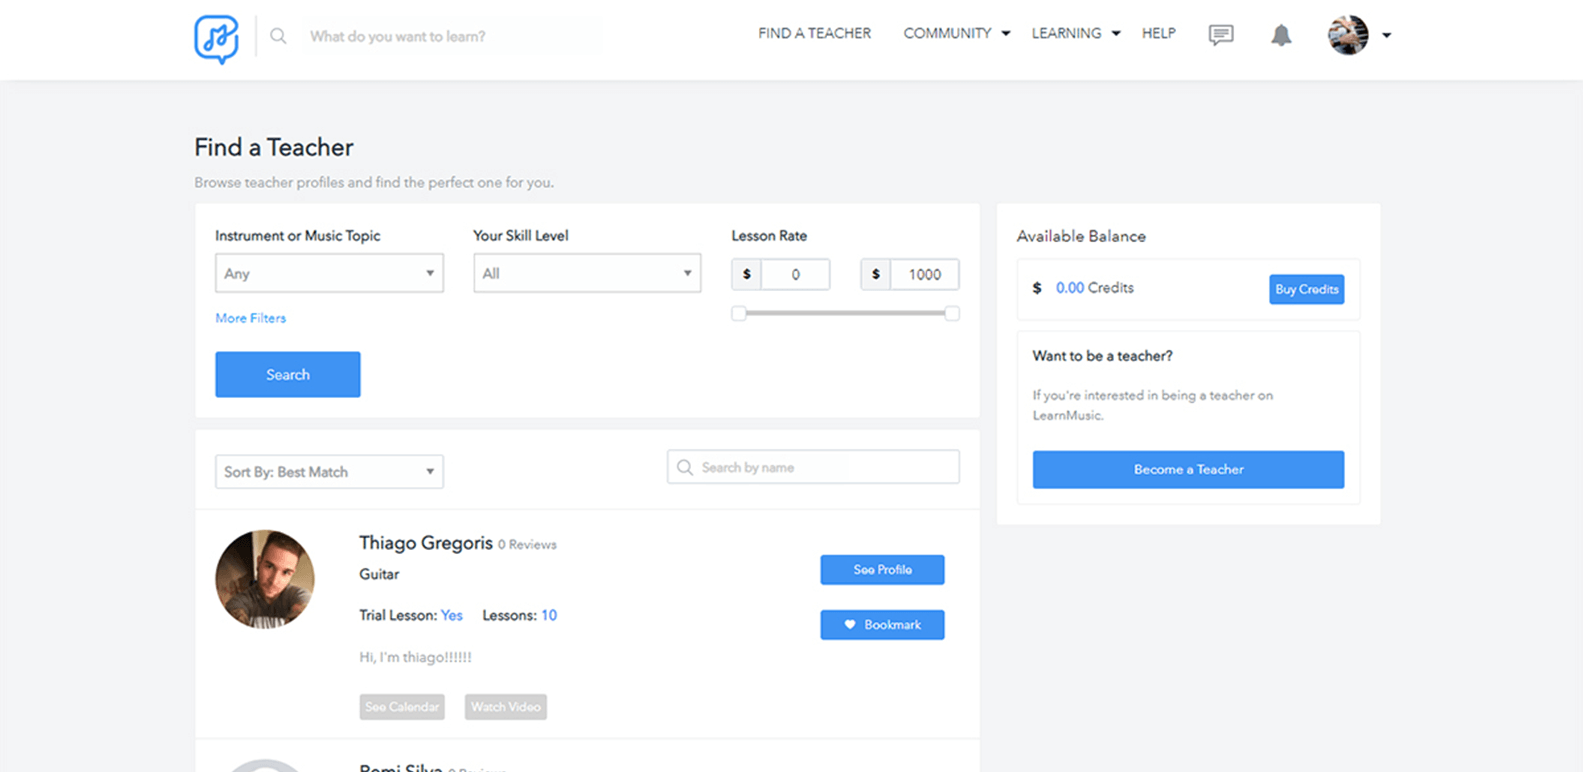 What do you want to learn?
FIND A TEACHER
COMMUNITY
LEARNING
HELP
Find a Teacher
Browse teacher profiles and find the perfect one for you.
Instrument or Music Topic
Your Skill Level
Lesson Rate
Any
All
$ 0
$ 1000
More Filters
Search
Available Balance
$ 0.00 Credits
Buy Credits
Want to be a teacher?
If you're interested in being a teacher on
LearnMusic.
Become a Teacher
Sort By: Best Match
Search by name
Thiago Gregoris 0 Reviews
Guitar
Trial Lesson: Yes Lessons: 10
Hi, I'm thiago!!!!!!
See Calendar
Watch Video
See Profile
Bookmark
Silva 0 Reviews